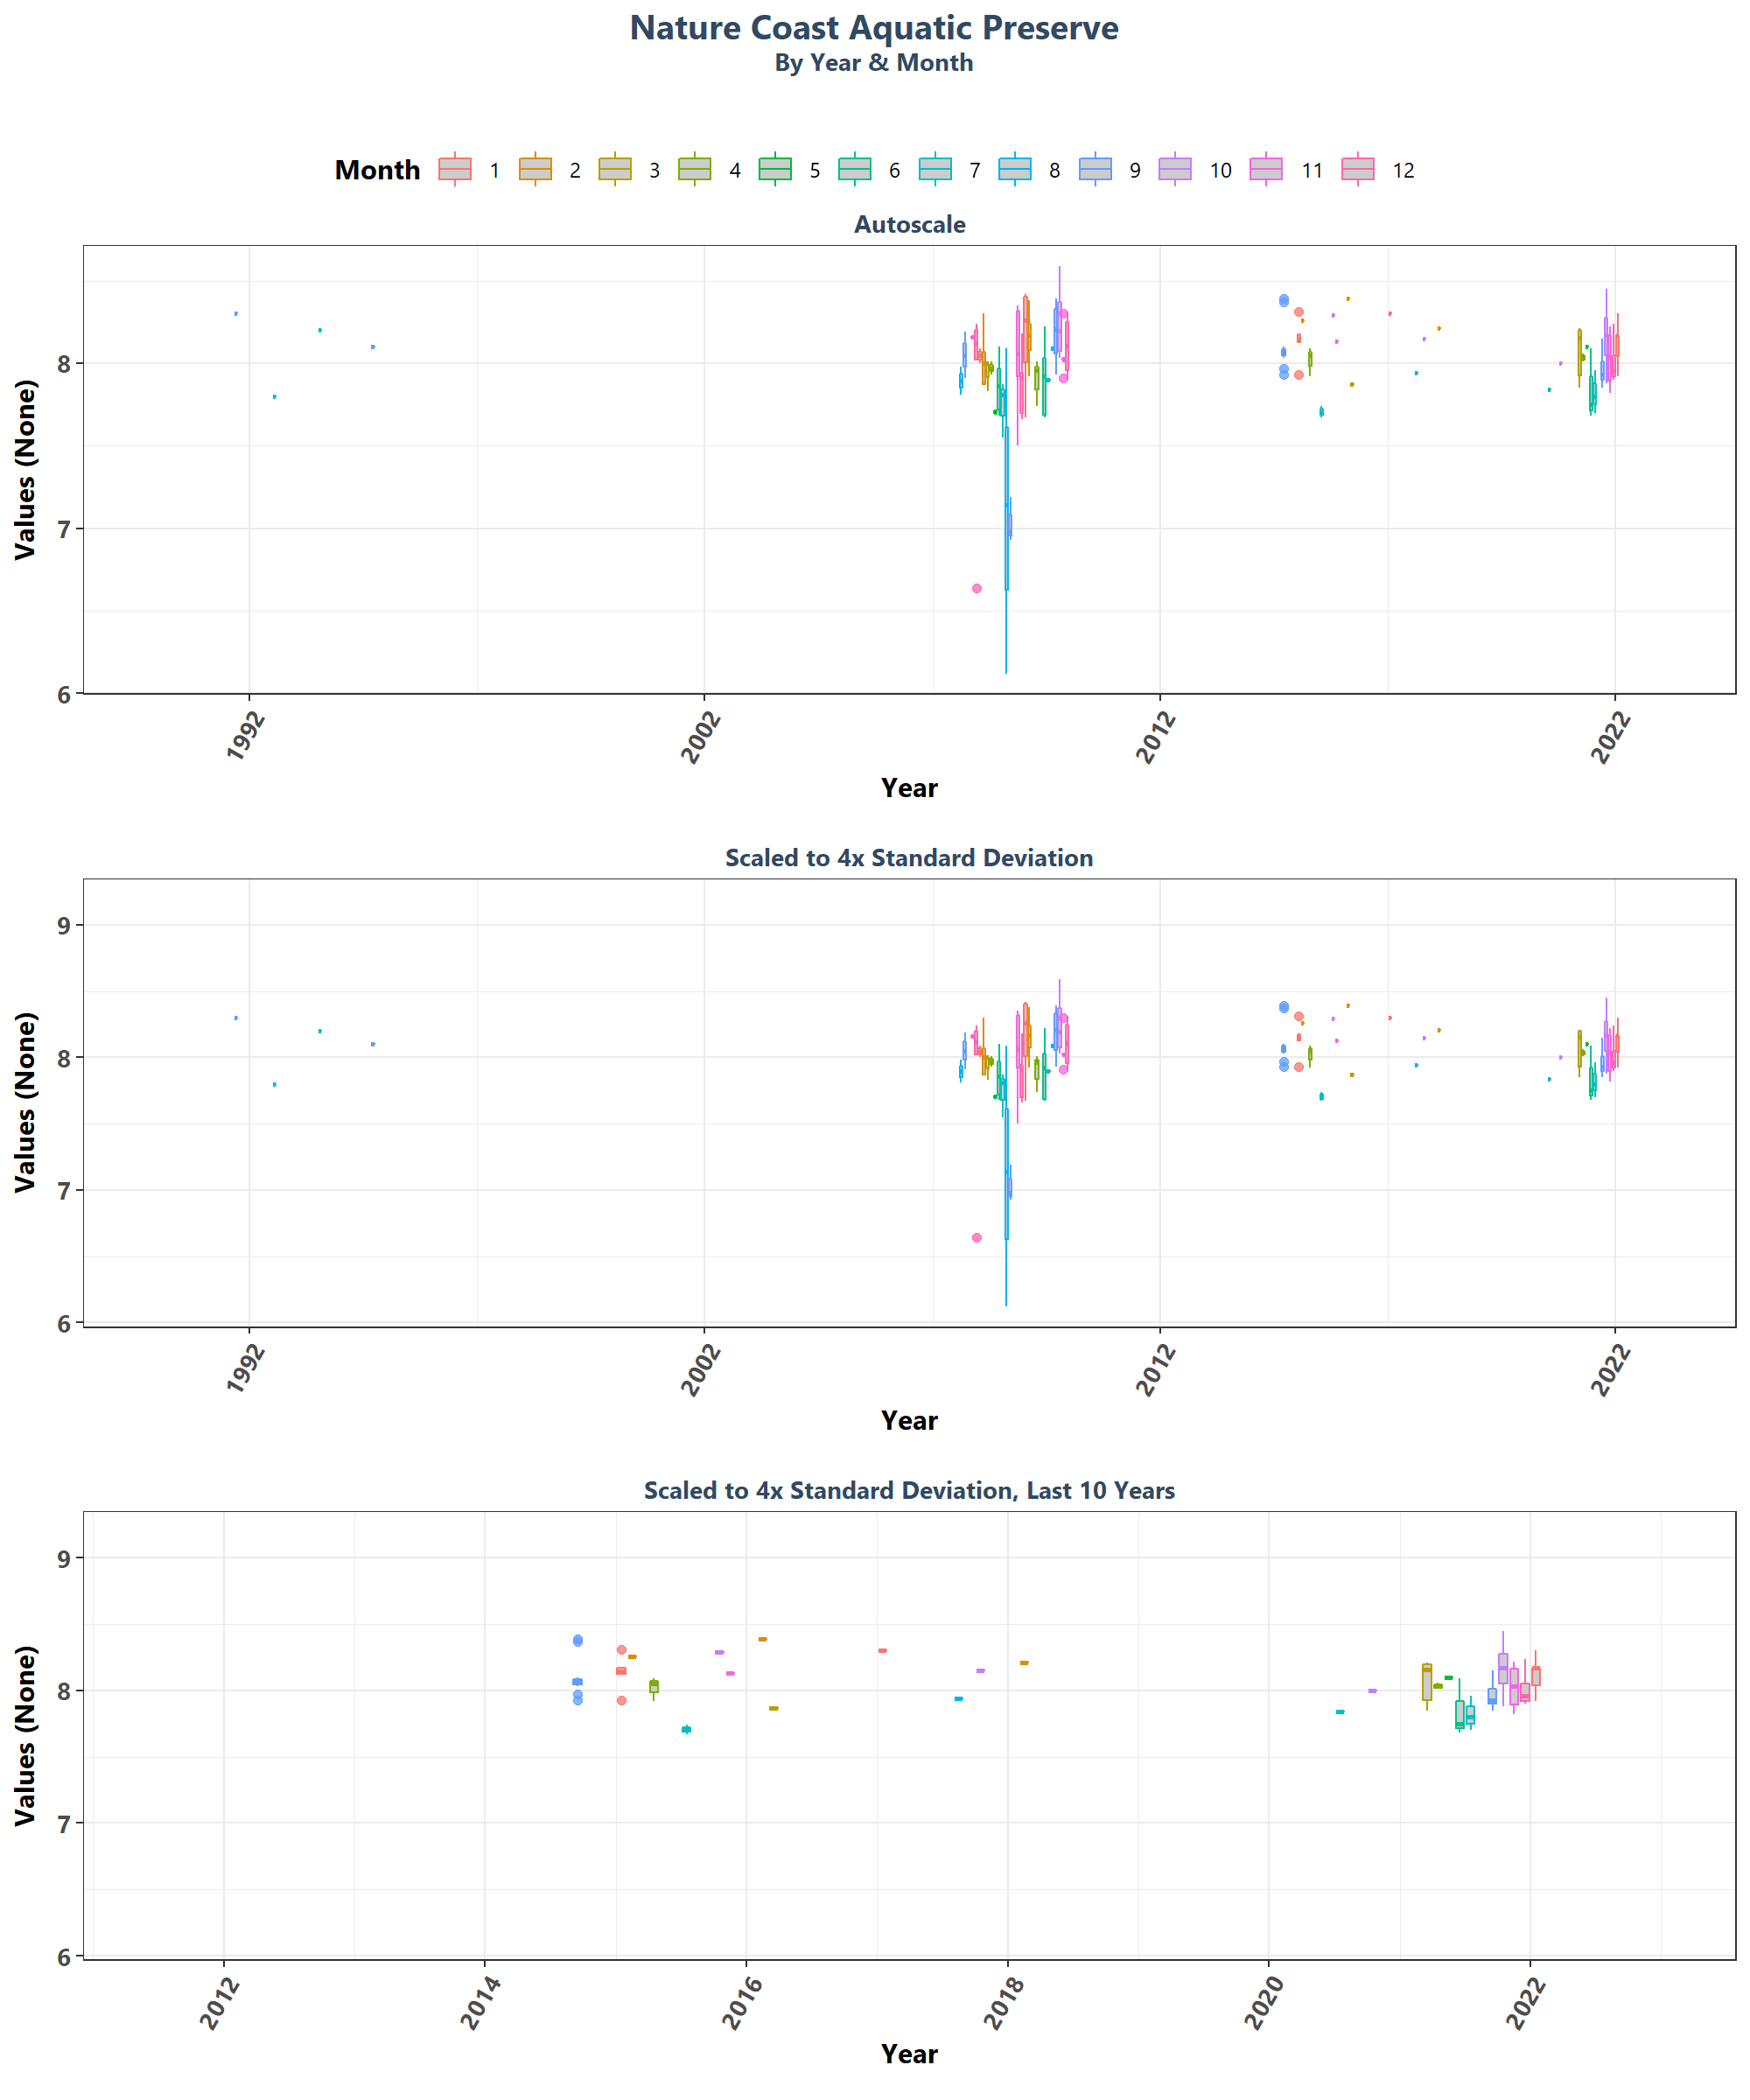 Nature Coast Aquatic Preserve
By Year & Month
Month 1 2 3 4 5 6 7 8 9 10 11 12
Autoscale
Values (None)
8
7
6
1992 2002 2012 2022
Year
Scaled to 4x Standard Deviation
Values (None)
9
8
7
6
1992 2002 2012 2022
Year
Scaled to 4x Standard Deviation, Last 10 Years
Values (None)
9
8
7
6
2012 2014 2016 2018 2020 2022
Year